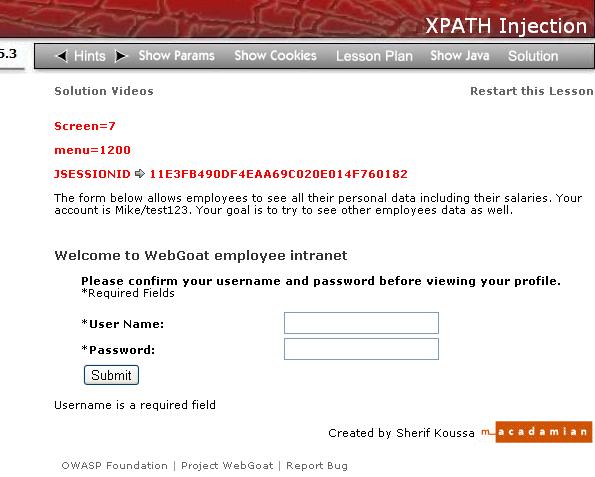 XPATH Injection
5.3
Hints Show Params Show Cookies Lesson Plan Show Java Solution
Solution Videos Restart this Lesson
Screen=7
menu=1200
JSESSIONID ⇨ 11E3FB490DF4EAA69C020E014F760182
The form below allows employees to see all their personal data including their salaries. Your
account is Mike/test123. Your goal is to try to see other employees data as well.
Welcome to WebGoat employee intranet
Please confirm your username and password before viewing your profile.
*Required Fields
*User Name:
*Password:
Submit
Username is a required field
Created by Sherif Koussa macadamian
OWASP Foundation | Project WebGoat | Report Bug